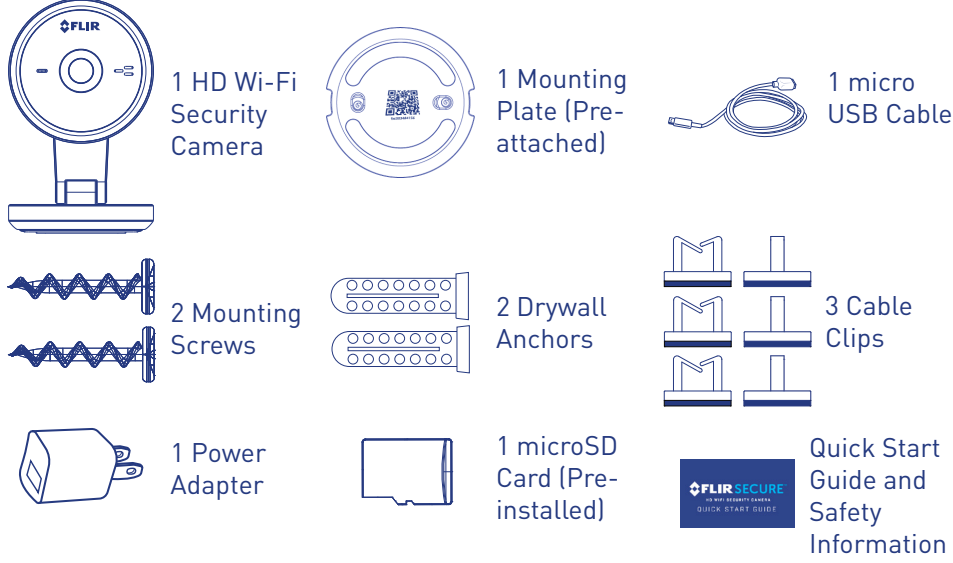 FLIR
1 HD Wi-Fi
Security
Camera
1 Mounting
Plate (Pre-
attached)
1 micro
USB Cable
2 Mounting
Screws
2 Drywall
Anchors
3 Cable
Clips
1 Power
Adapter
1 microSD
Card (Pre-
installed)
FLIR SECURE
HD WIFI SECURITY CAMERA
QUICK START GUIDE
Quick Start
Guide and
Safety
Information